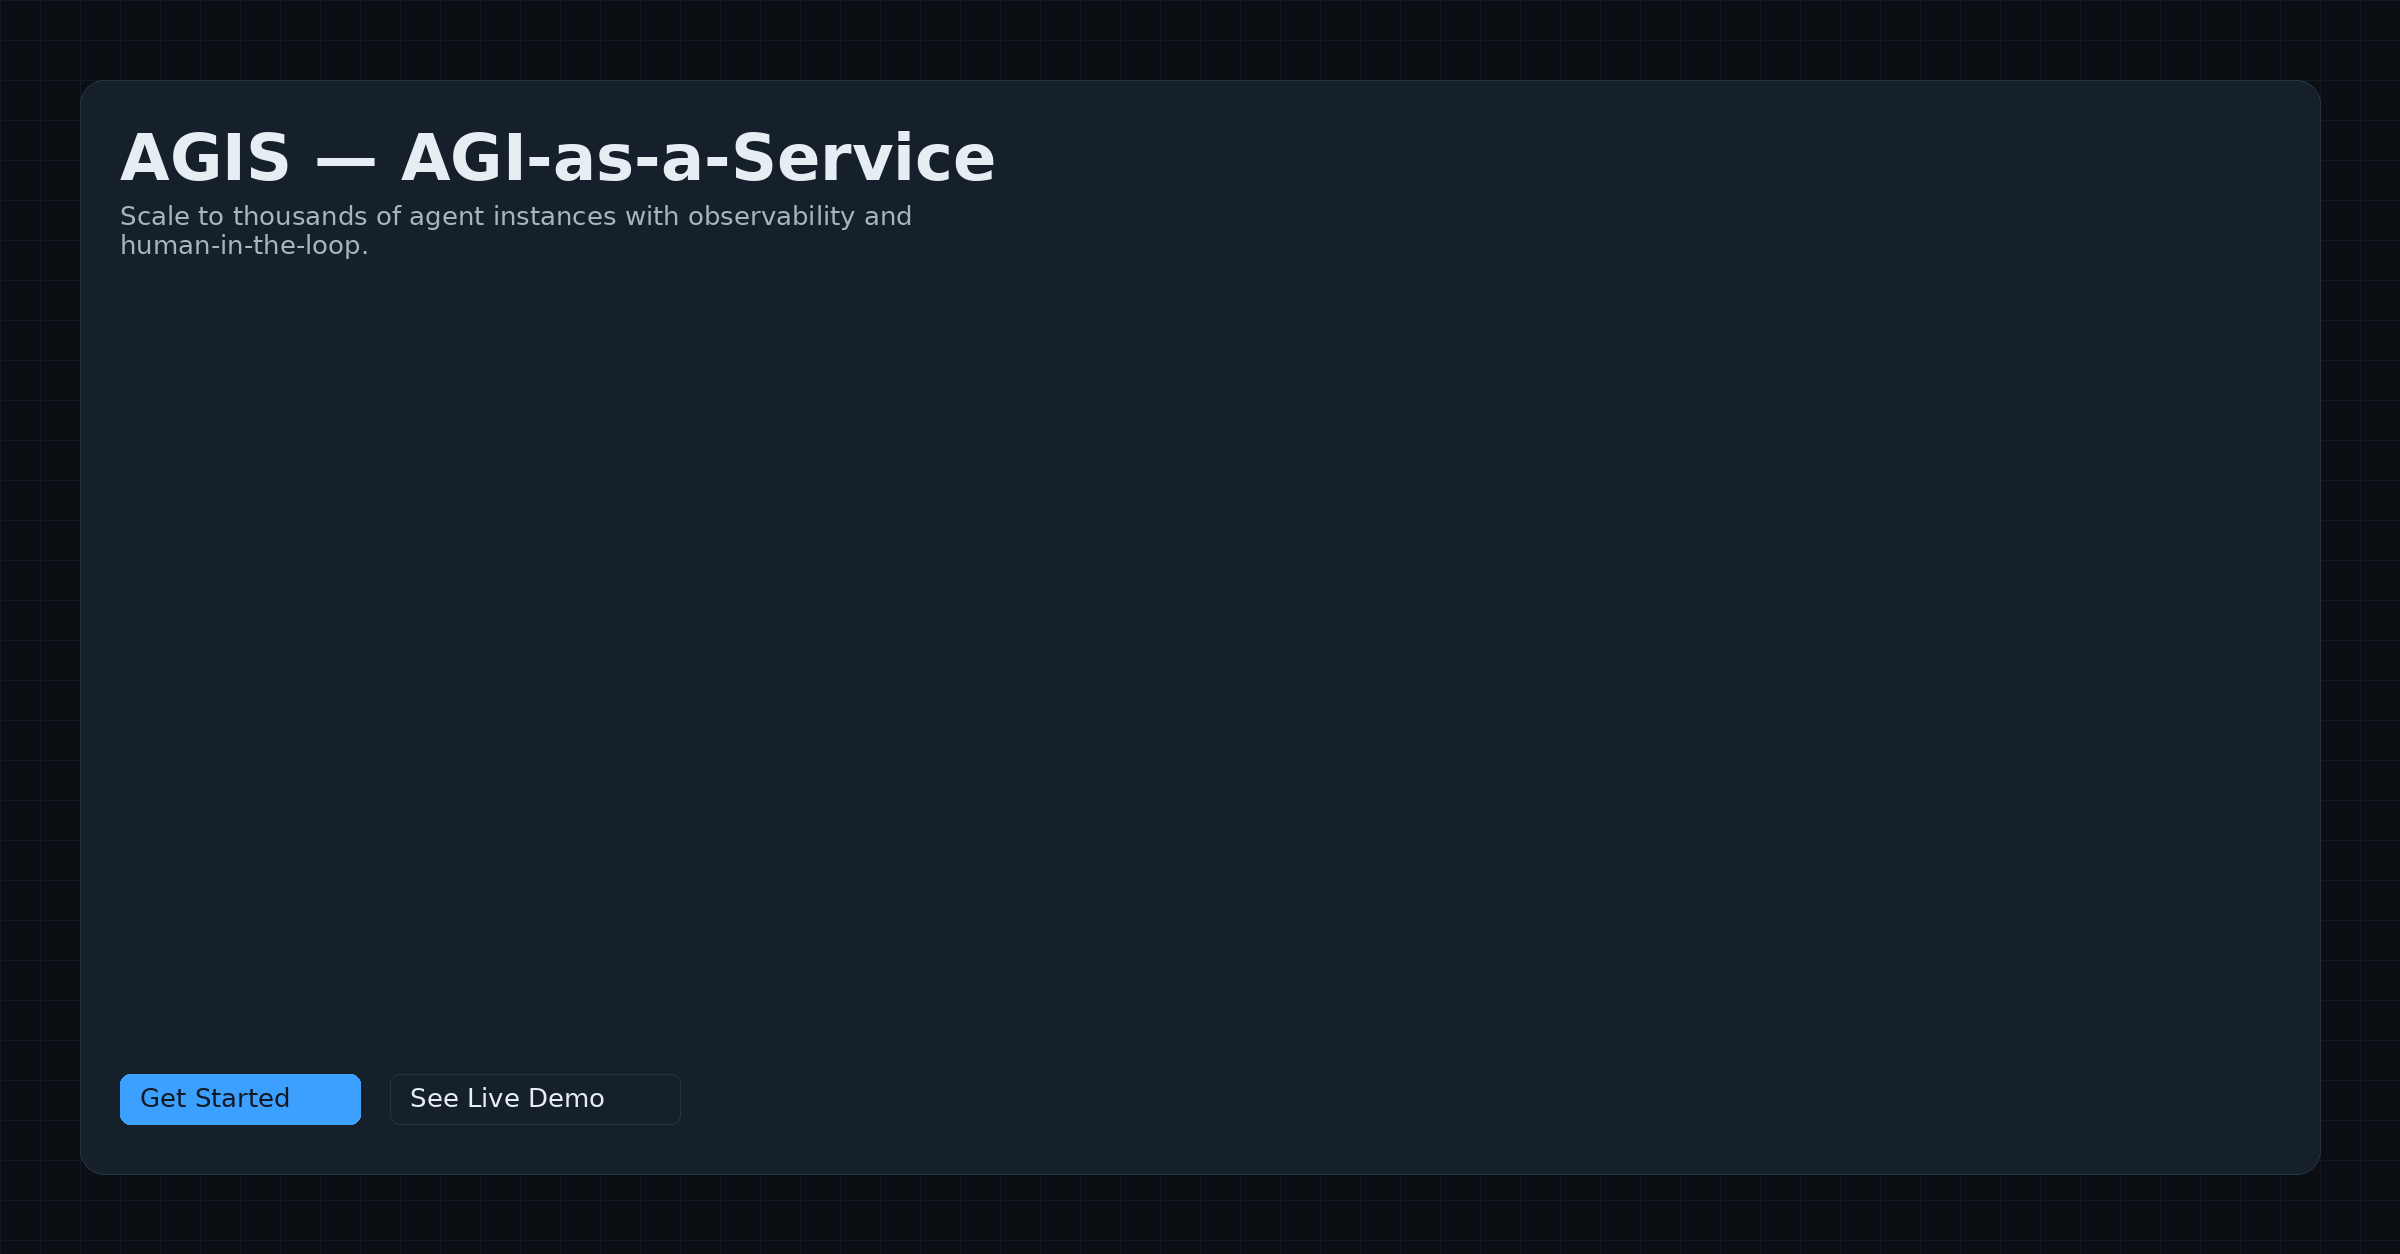 AGIS — AGI-as-a-Service
Scale to thousands of agent instances with observability and
human-in-the-loop.
Get Started
See Live Demo